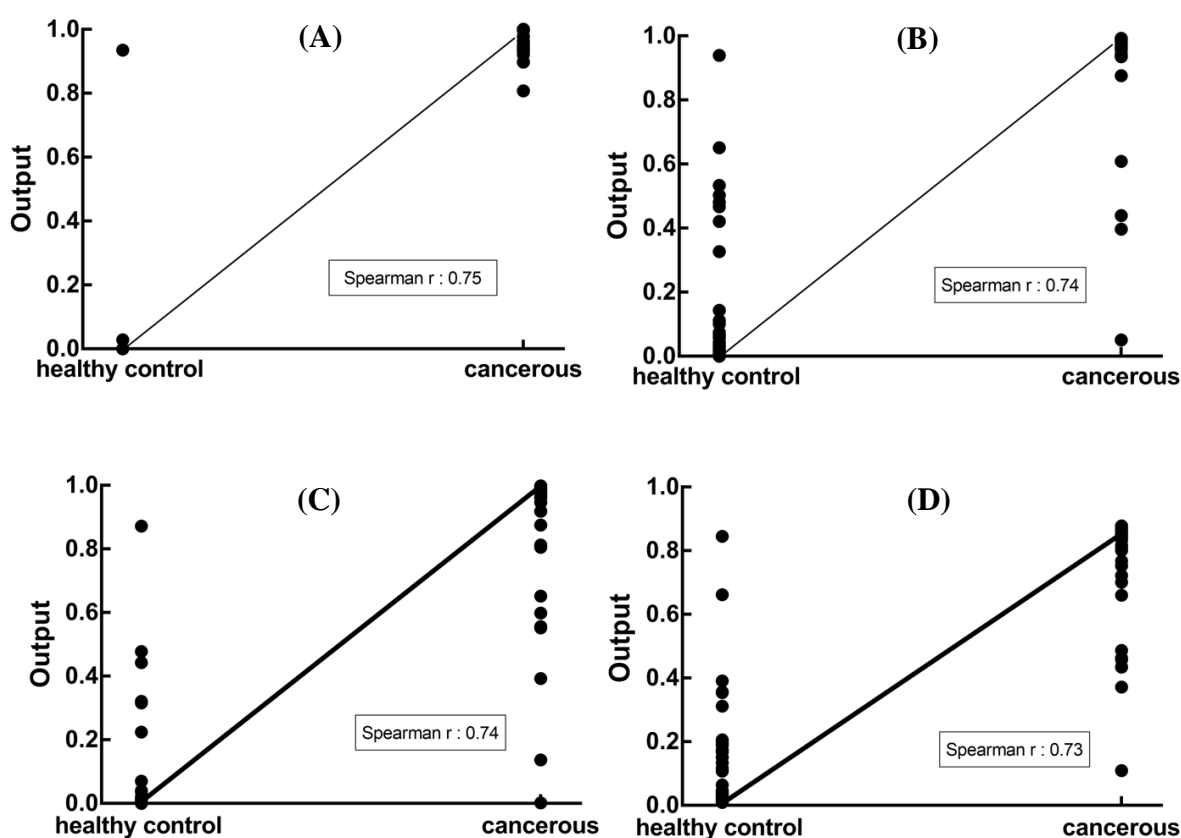 (A)
1.0
0.8
0.6
0.4
0.2
0.0
Output
Spearman r : 0.75
healthy control
cancerous
(B)
1.0
0.8
0.6
0.4
0.2
0.0
Output
Spearman r : 0.74
healthy control
cancerous
(C)
1.0
0.8
0.6
0.4
0.2
0.0
Output
Spearman r : 0.74
healthy control
cancerous
(D)
1.0
0.8
0.6
0.4
0.2
0.0
Output
Spearman r : 0.73
healthy control
cancerous